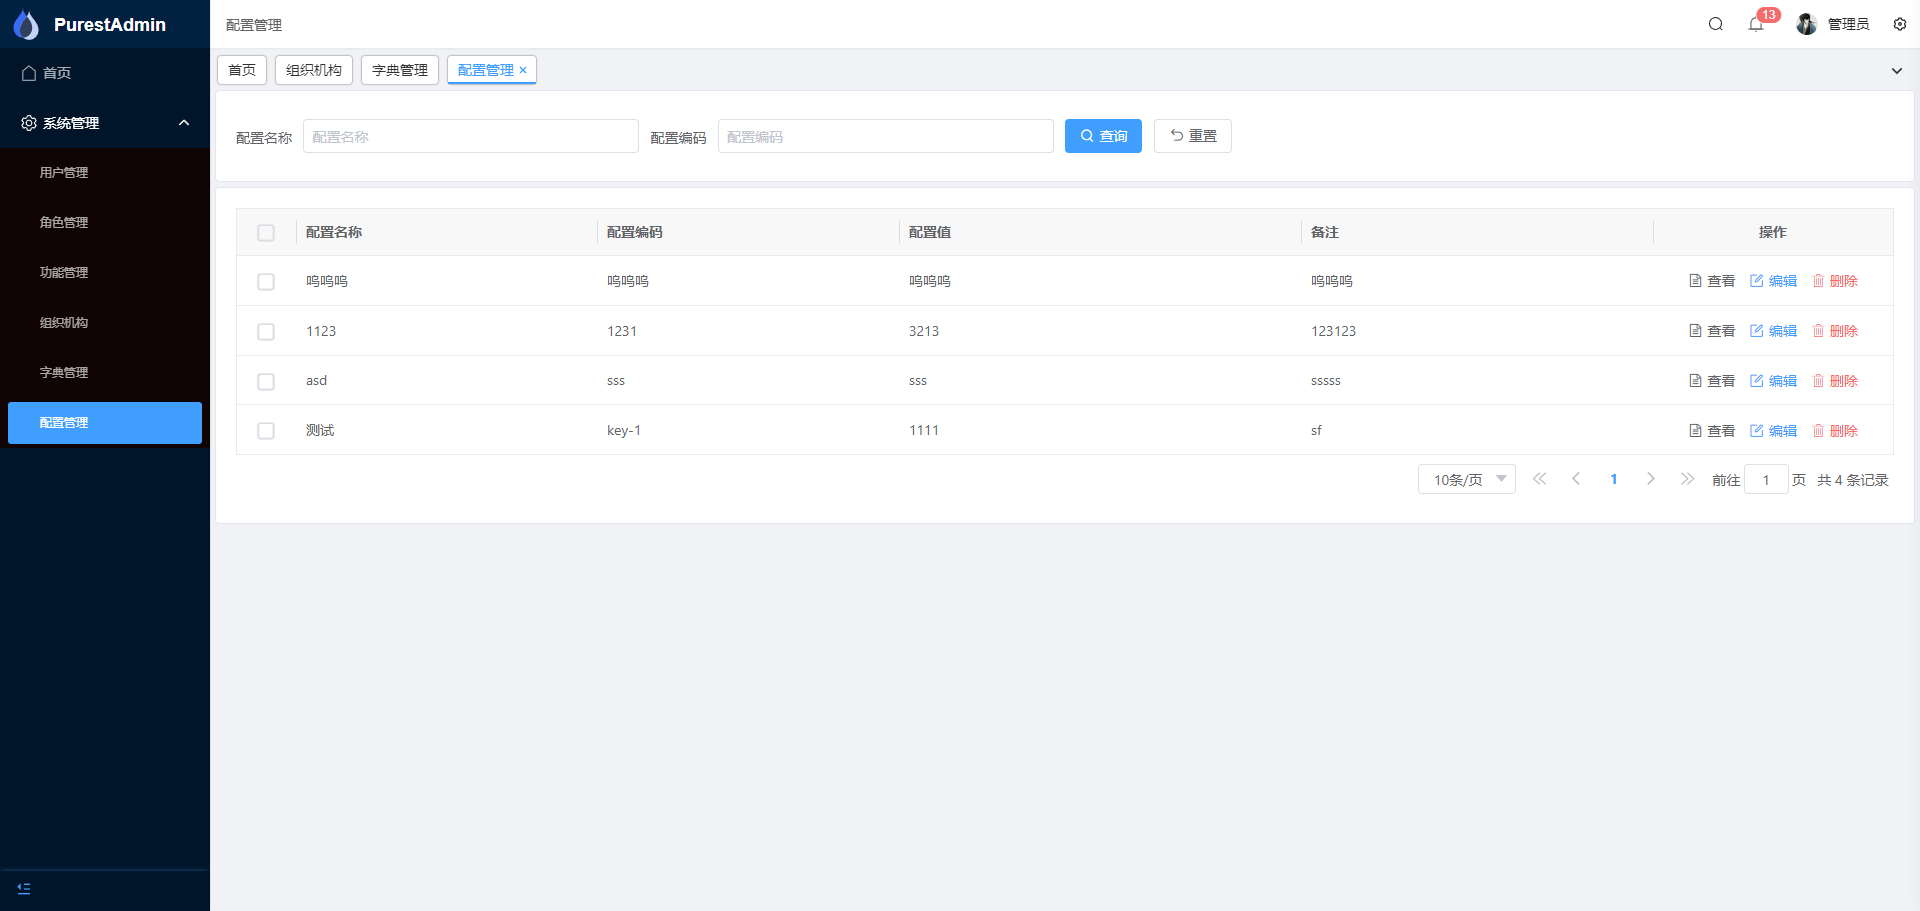 PurestAdmin
配置管理
13
管理员
首页
系统管理
用户管理
角色管理
功能管理
组织机构
字典管理
配置管理
首页
组织机构
字典管理
配置管理 ×
配置名称 配置名称 配置编码 配置编码 查询 重置
配置名称 配置编码 配置值 备注 操作
呜呜呜 呜呜呜 呜呜呜 呜呜呜 查看 编辑 删除
1123 1231 3213 123123 查看 编辑 删除
asd sss sss sssss 查看 编辑 删除
测试 key-1 1111 sf 查看 编辑 删除
10条/页 1 前往 1 页 共 4 条记录